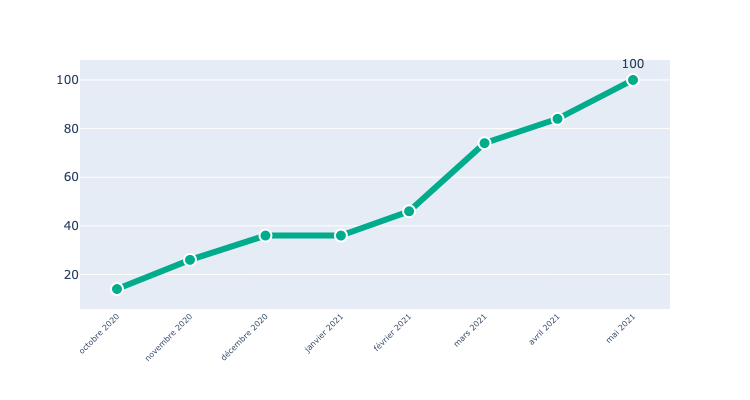 100
100
80
60
40
20
octobre 2020
novembre 2020
décembre 2020
janvier 2021
février 2021
mars 2021
avril 2021
mai 2021